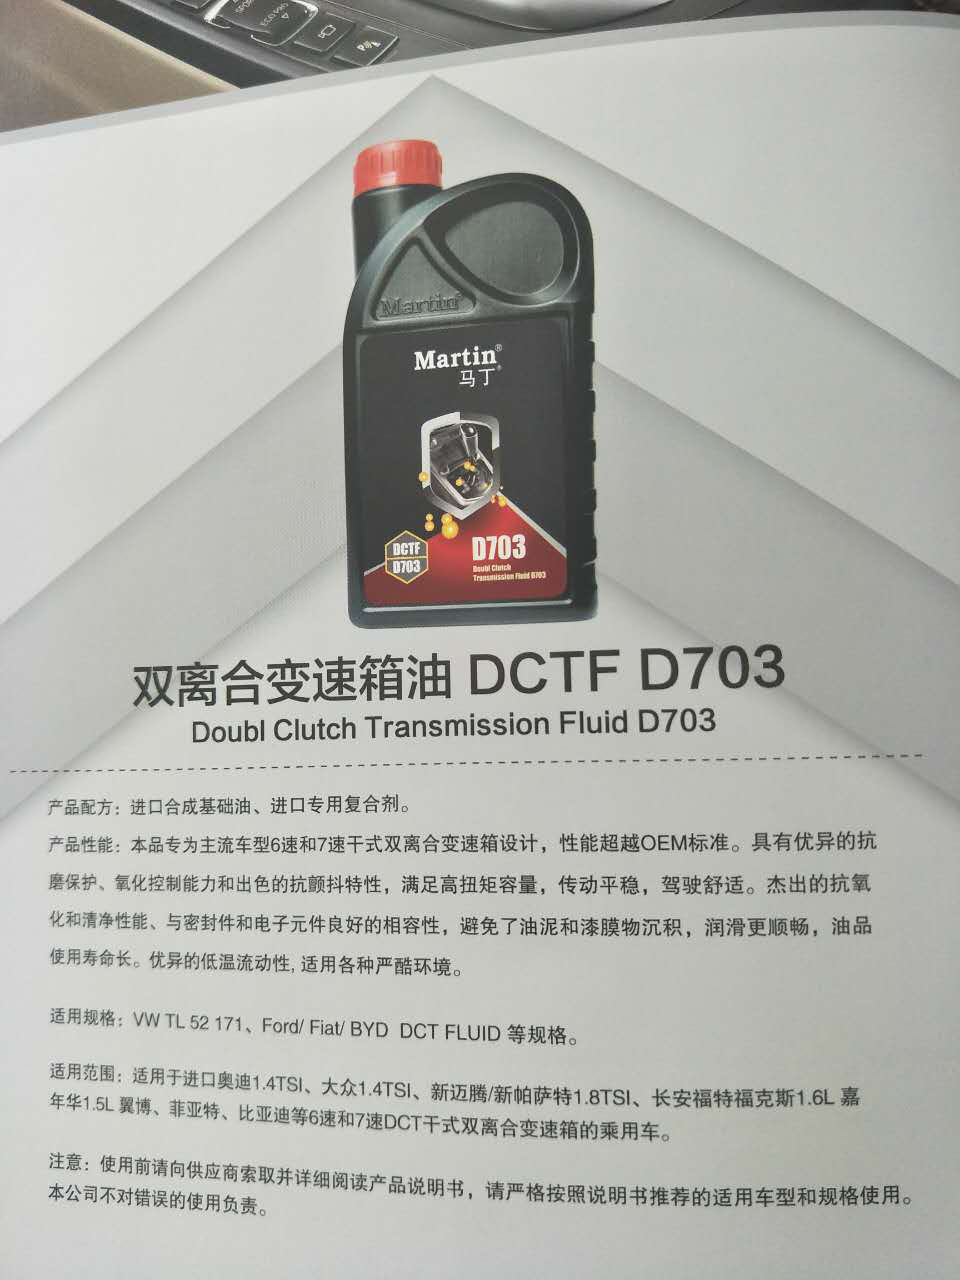 Martin
Martin®
马丁®
DCTF
D703
D703
Doubl Clutch
Transmission Fluid D703
双离合变速箱油 DCTF D703
Doubl Clutch Transmission Fluid D703
产品配方：进口合成基础油、进口专用复合剂。
产品性能：本品专为主流车型6速和7速干式双离合变速箱设计，性能超越OEM标准。具有优异的抗
磨保护、氧化控制能力和出色的抗颤抖特性，满足高扭矩容量，传动平稳，驾驶舒适。杰出的抗氧
化和清净性能、与密封件和电子元件良好的相容性，避免了油泥和漆膜物沉积，润滑更顺畅，油品
使用寿命长。优异的低温流动性, 适用各种严酷环境。
适用规格：VW TL 52 171、Ford/ Fiat/ BYD DCT FLUID 等规格。
适用范围：适用于进口奥迪1.4TSI、大众1.4TSI、新迈腾/新帕萨特1.8TSI、长安福特福克斯1.6L 嘉
年华1.5L 翼博、菲亚特、比亚迪等6速和7速DCT干式双离合变速箱的乘用车。
注意：使用前请向供应商索取并详细阅读产品说明书，请严格按照说明书推荐的适用车型和规格使用。
本公司不对错误的使用负责。